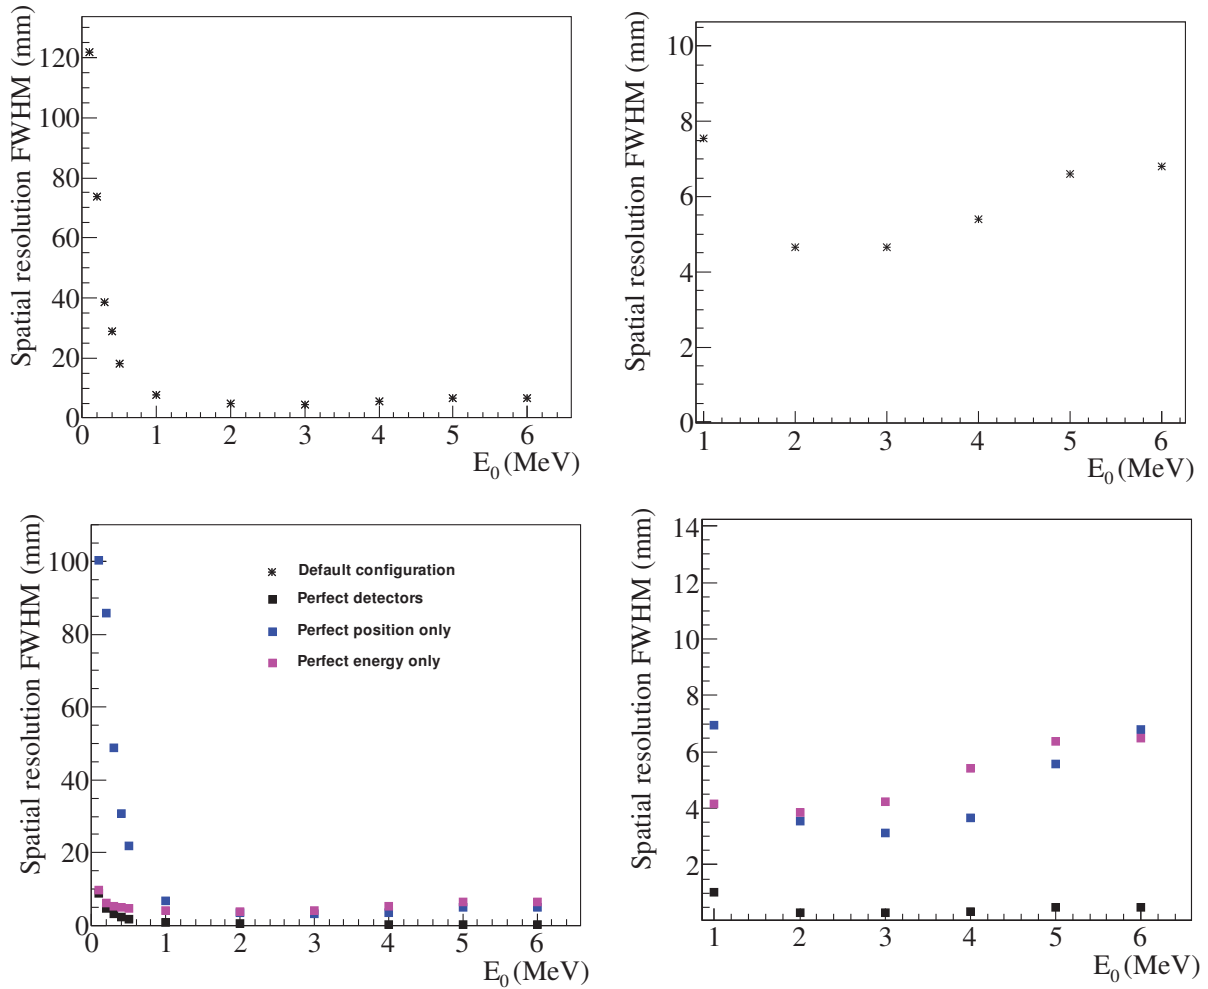 Spatial resolution FWHM (mm)
120
100
80
60
40
20
0
0 1 2 3 4 5 6
E₀ (MeV)
Spatial resolution FWHM (mm)
10
8
6
4
2
0
1 2 3 4 5 6
E₀ (MeV)
Spatial resolution FWHM (mm)
100
80
60
40
20
0
Default configuration
Perfect detectors
Perfect position only
Perfect energy only
0 1 2 3 4 5 6
E₀ (MeV)
Spatial resolution FWHM (mm)
14
12
10
8
6
4
2
1 2 3 4 5 6
E₀ (MeV)